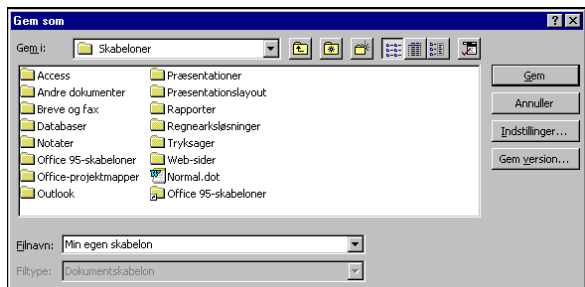 Gem som
Gem i: Skabeloner
Access
Andre dokumenter
Breve og fax
Databaser
Notater
Office 95-skabeloner
Office-projektmapper
Outlook
Præsentationer
Præsentationslayout
Rapporter
Regnearksløsninger
Tryksager
Web-sider
Normal.dot
Office 95-skabeloner
Gem
Annuller
Indstillinger...
Gem version...
Filnavn: Min egen skabelon
Filtype: Dokumentskabelon